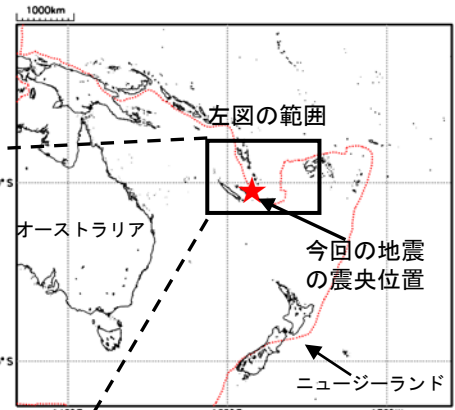 1000km
左図の範囲
S
オーストラリア
今回の地震
の震央位置
S
ニュージーランド